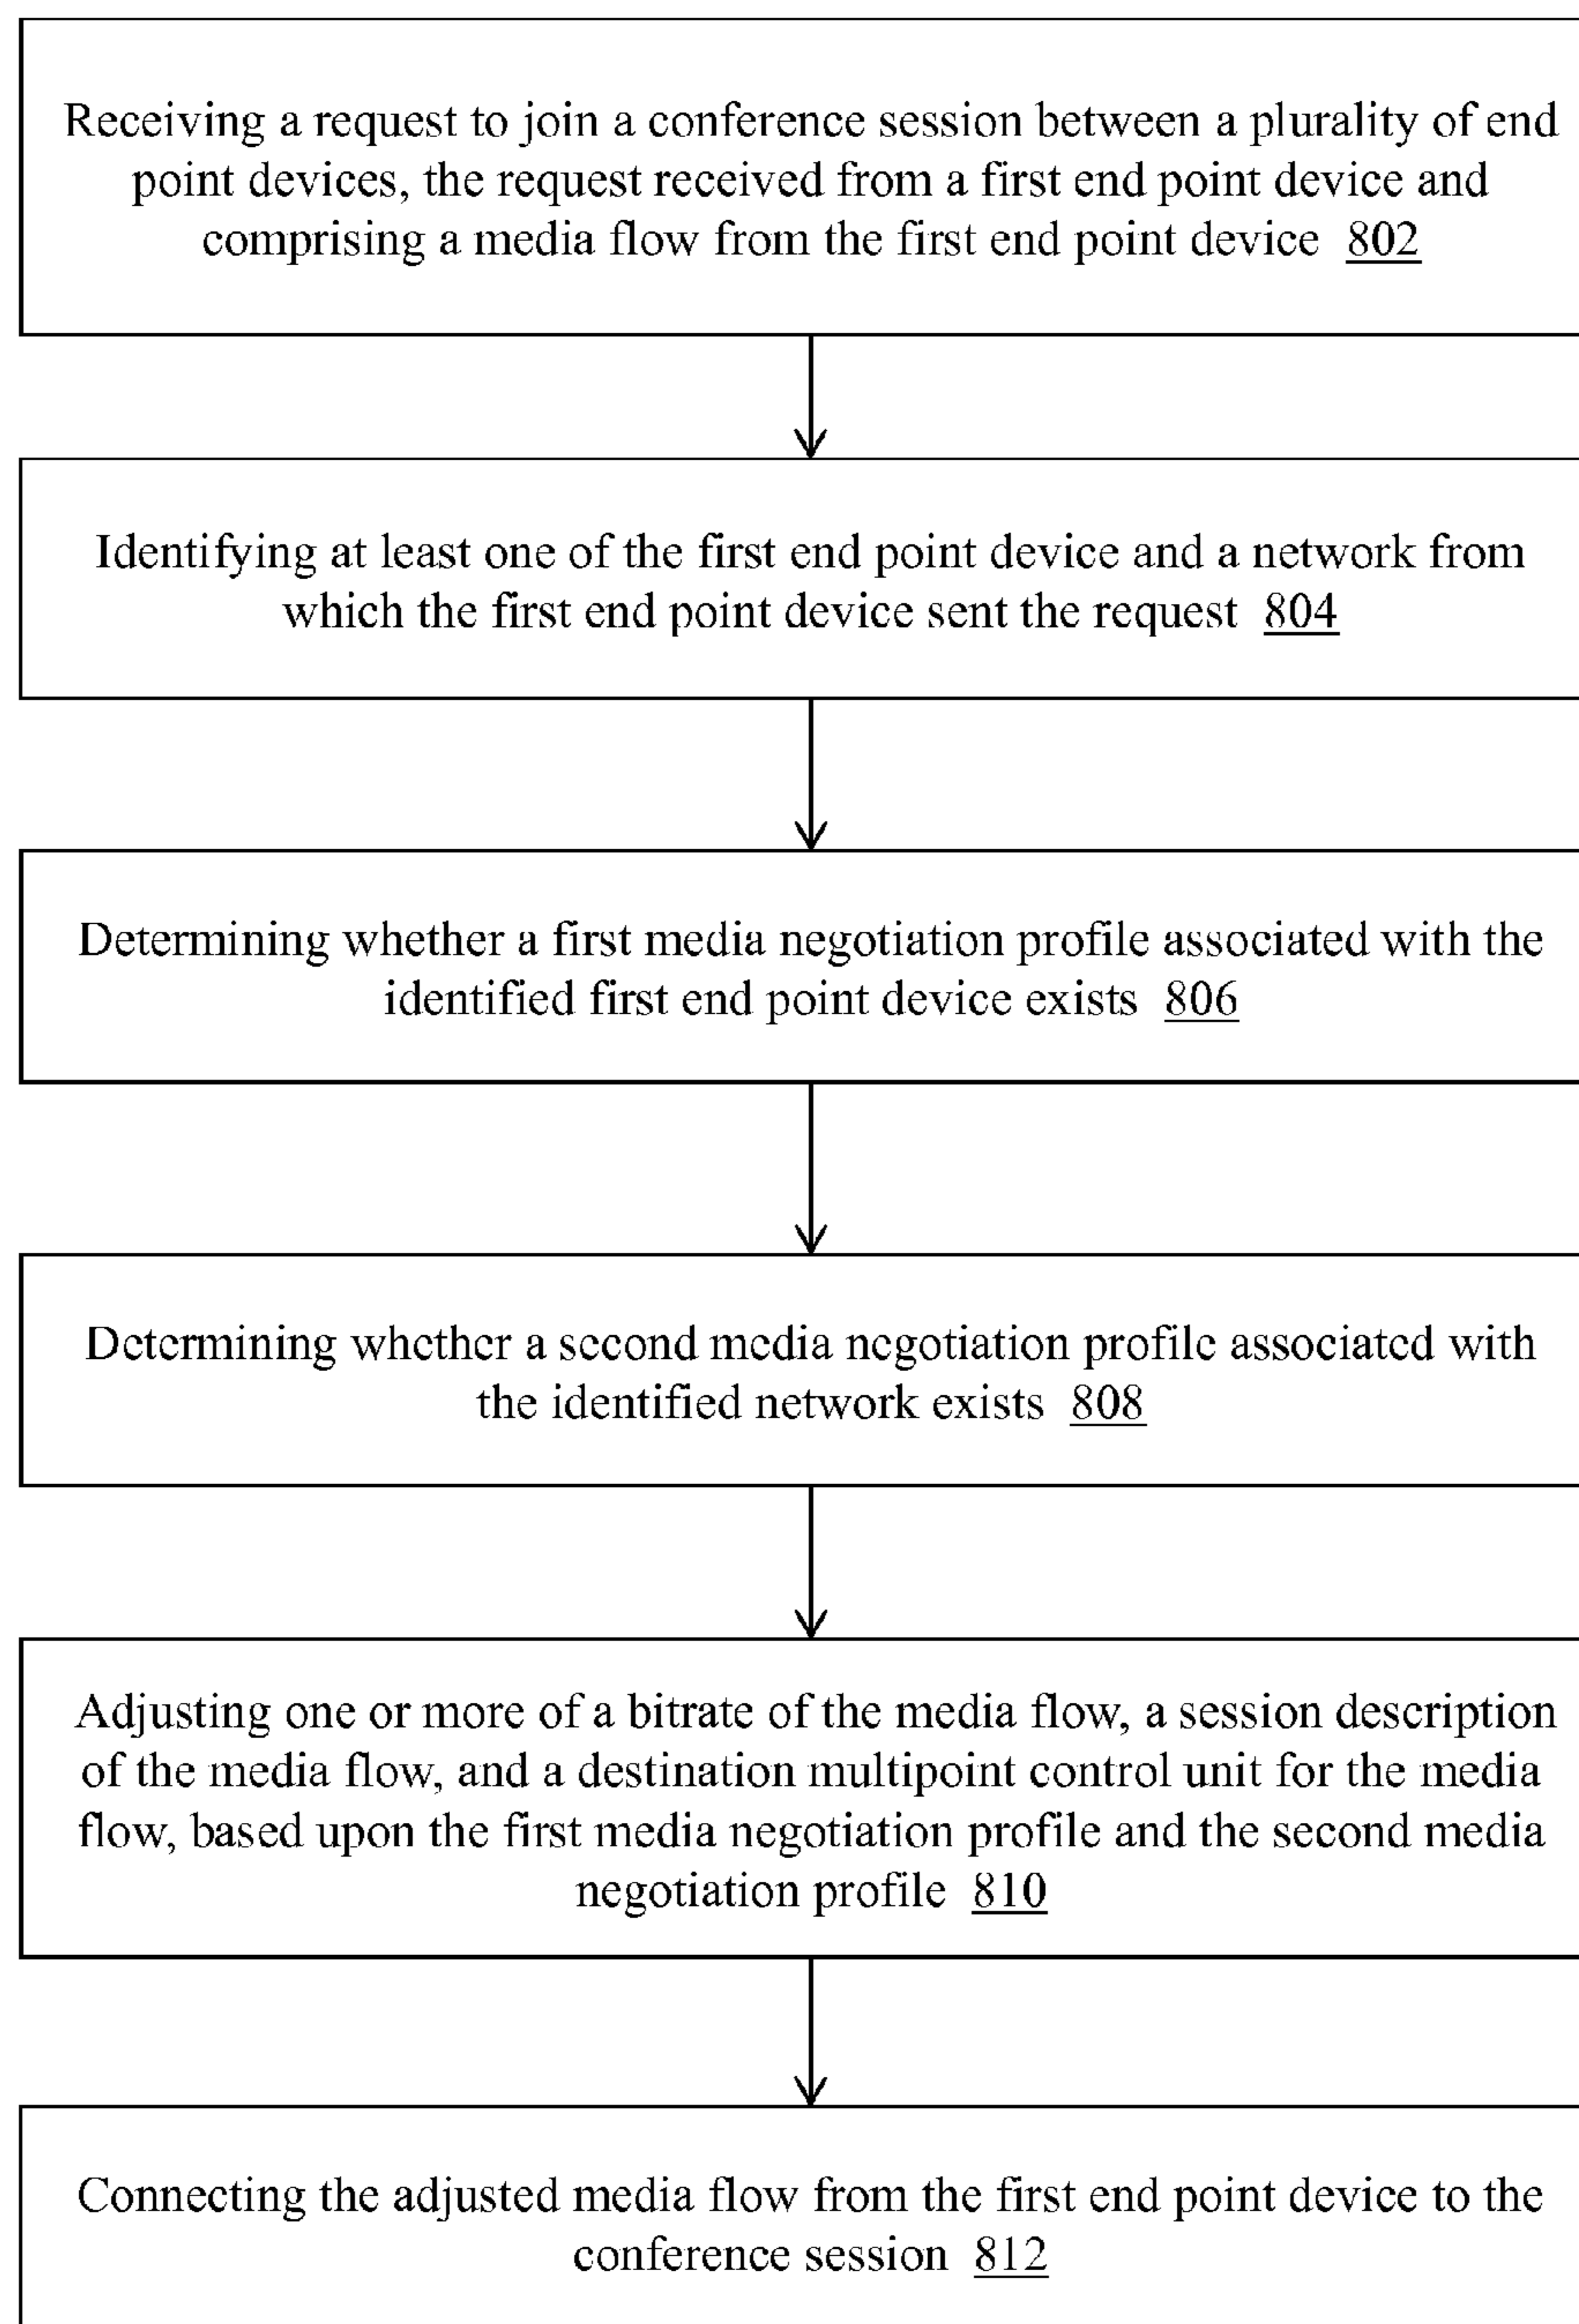 Receiving a request to join a conference session between a plurality of end
point devices, the request received from a first end point device and
comprising a media flow from the first end point device 802
Identifying at least one of the first end point device and a network from
which the first end point device sent the request 804
Determining whether a first media negotiation profile associated with the
identified first end point device exists 806
Determining whether a second media negotiation profile associated with
the identified network exists 808
Adjusting one or more of a bitrate of the media flow, a session description
of the media flow, and a destination multipoint control unit for the media
flow, based upon the first media negotiation profile and the second media
negotiation profile 810
Connecting the adjusted media flow from the first end point device to the
conference session 812